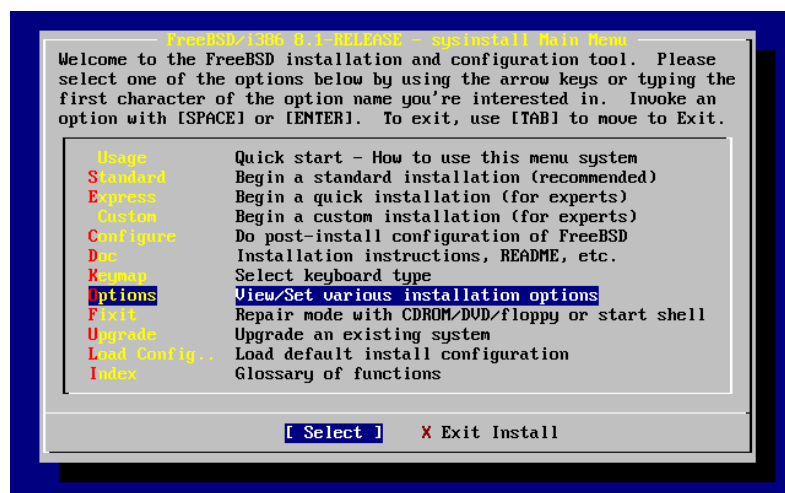 FreeBSD/i386 8.1-RELEASE - sysinstall Main Menu
Welcome to the FreeBSD installation and configuration tool.  Please
select one of the options below by using the arrow keys or typing the
first character of the option name you're interested in.  Invoke an
option with [SPACE] or [ENTER].  To exit, use [TAB] to move to Exit.
Usage Quick start - How to use this menu system
Standard Begin a standard installation (recommended)
Express Begin a quick installation (for experts)
Custom Begin a custom installation (for experts)
Configure Do post-install configuration of FreeBSD
Doc Installation instructions, README, etc.
Keymap Select keyboard type
Options View/Set various installation options
Fixit Repair mode with CDROM/DVD/floppy or start shell
Upgrade Upgrade an existing system
Load Config.. Load default install configuration
Index Glossary of functions
[ Select ] X Exit Install